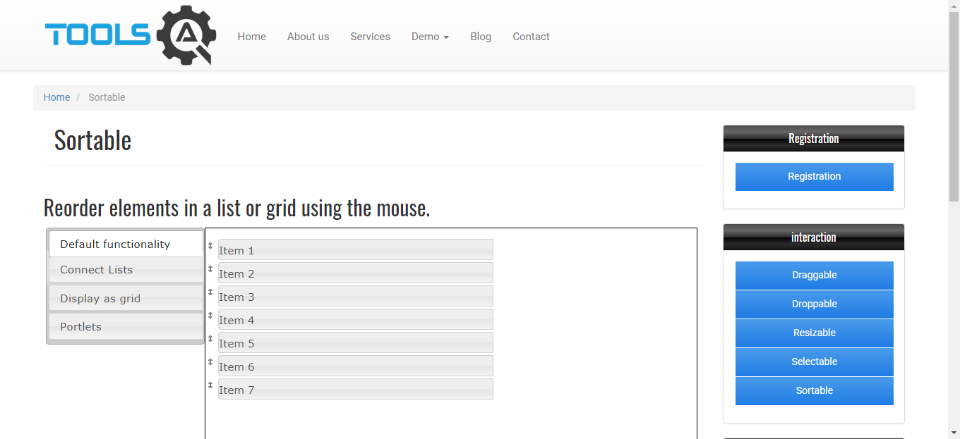 TOOLS QA
Home About us Services Demo Blog Contact
Home / Sortable
Sortable
Reorder elements in a list or grid using the mouse.
Default functionality
Connect Lists
Display as grid
Portlets
Item 1
Item 2
Item 3
Item 4
Item 5
Item 6
Item 7
Registration
Registration
interaction
Draggable
Droppable
Resizable
Selectable
Sortable